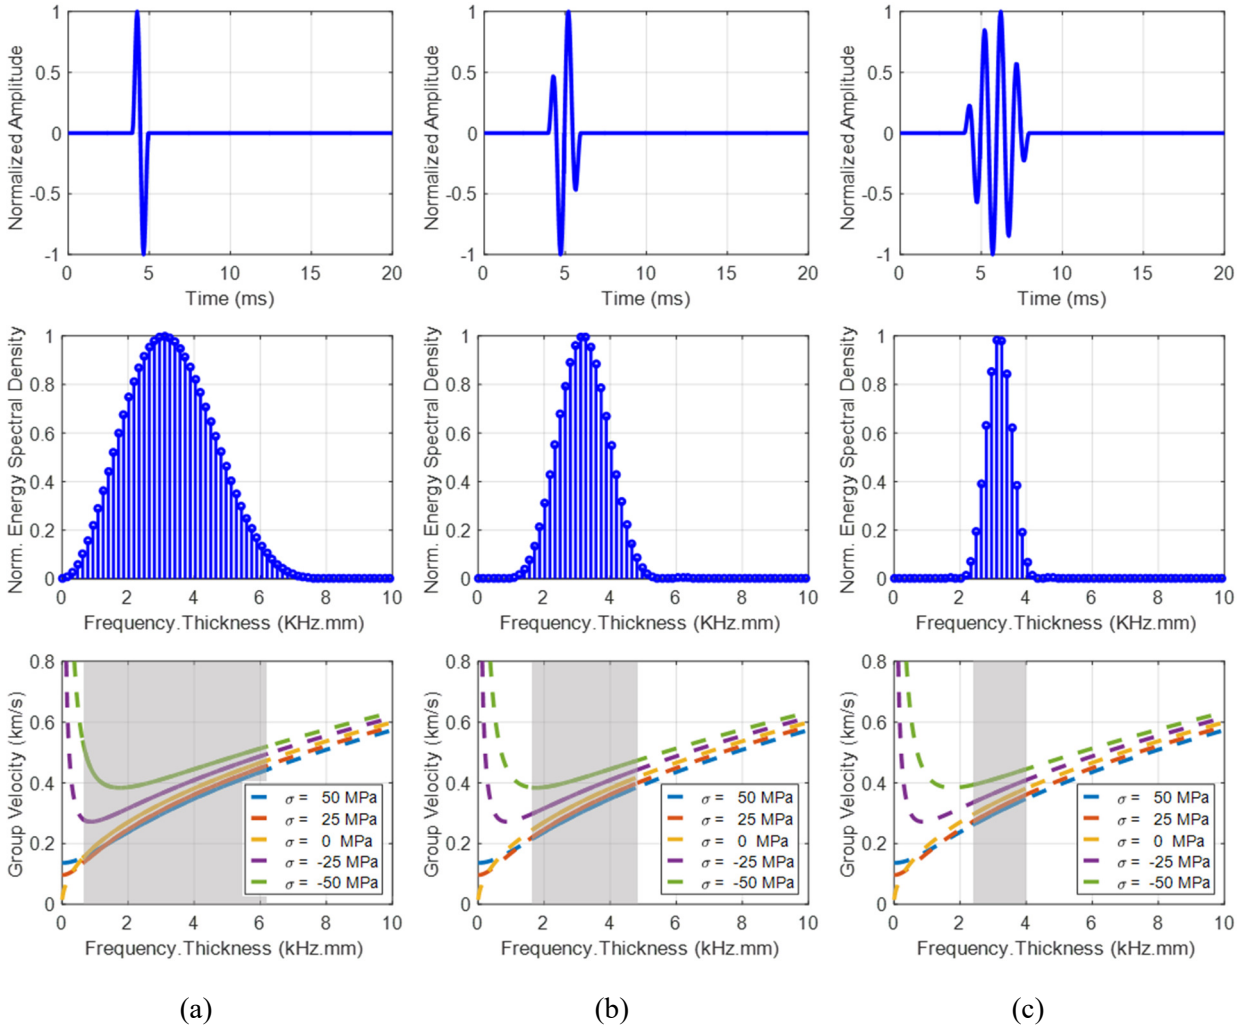 1
0.5
0
-0.5
-1
Normalized Amplitude
0 5 10 15 20
Time (ms)
1
0.5
0
-0.5
-1
Normalized Amplitude
0 5 10 15 20
Time (ms)
1
0.5
0
-0.5
-1
Normalized Amplitude
0 5 10 15 20
Time (ms)
1
0.8
0.6
0.4
0.2
0
Norm. Energy Spectral Density
0 2 4 6 8 10
Frequency.Thickness (KHz.mm)
1
0.8
0.6
0.4
0.2
0
Norm. Energy Spectral Density
0 2 4 6 8 10
Frequency.Thickness (KHz.mm)
1
0.8
0.6
0.4
0.2
0
Norm. Energy Spectral Density
0 2 4 6 8 10
Frequency.Thickness (KHz.mm)
0.8
0.6
0.4
0.2
0
Group Velocity (km/s)
σ = 50 MPa
σ = 25 MPa
σ = 0 MPa
σ = -25 MPa
σ = -50 MPa
0 2 4 6 8 10
Frequency.Thickness (kHz.mm)
0.8
0.6
0.4
0.2
0
Group Velocity (km/s)
σ = 50 MPa
σ = 25 MPa
σ = 0 MPa
σ = -25 MPa
σ = -50 MPa
0 2 4 6 8 10
Frequency.Thickness (kHz.mm)
0.8
0.6
0.4
0.2
0
Group Velocity (km/s)
σ = 50 MPa
σ = 25 MPa
σ = 0 MPa
σ = -25 MPa
σ = -50 MPa
0 2 4 6 8 10
Frequency.Thickness (kHz.mm)
(a) (b) (c)